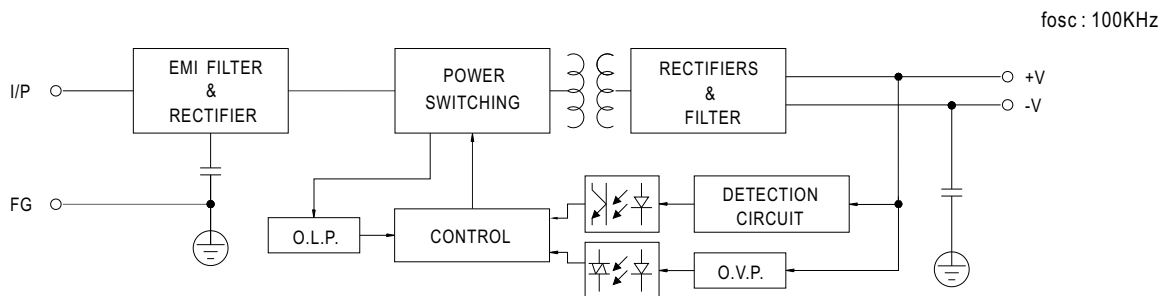 fosc : 100KHz
I/P
EMI FILTER
&
RECTIFIER
POWER
SWITCHING
RECTIFIERS
&
FILTER
+V
-V
FG
O.L.P.
CONTROL
DETECTION
CIRCUIT
O.V.P.